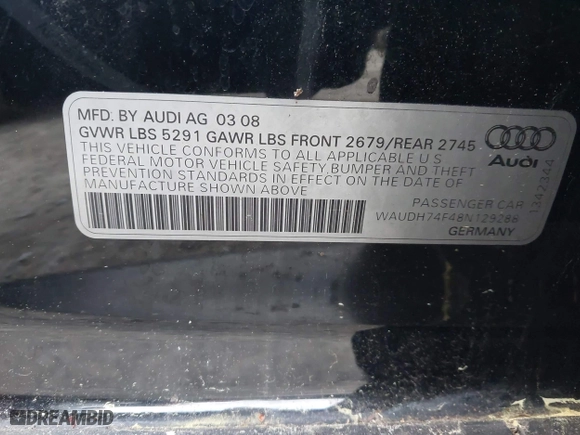 MFD. BY AUDI AG 03 08
GVWR LBS 5291 GAWR LBS FRONT 2679/REAR 2745
THIS VEHICLE CONFORMS TO ALL APPLICABLE U S
FEDERAL MOTOR VEHICLE SAFETY,BUMPER AND THEFT
PREVENTION STANDARDS IN EFFECT ON THE DATE OF
MANUFACTURE SHOWN ABOVE
Audi
PASSENGER CAR
WAUDH74F48N129288
GERMANY
1342344
DREAMBID